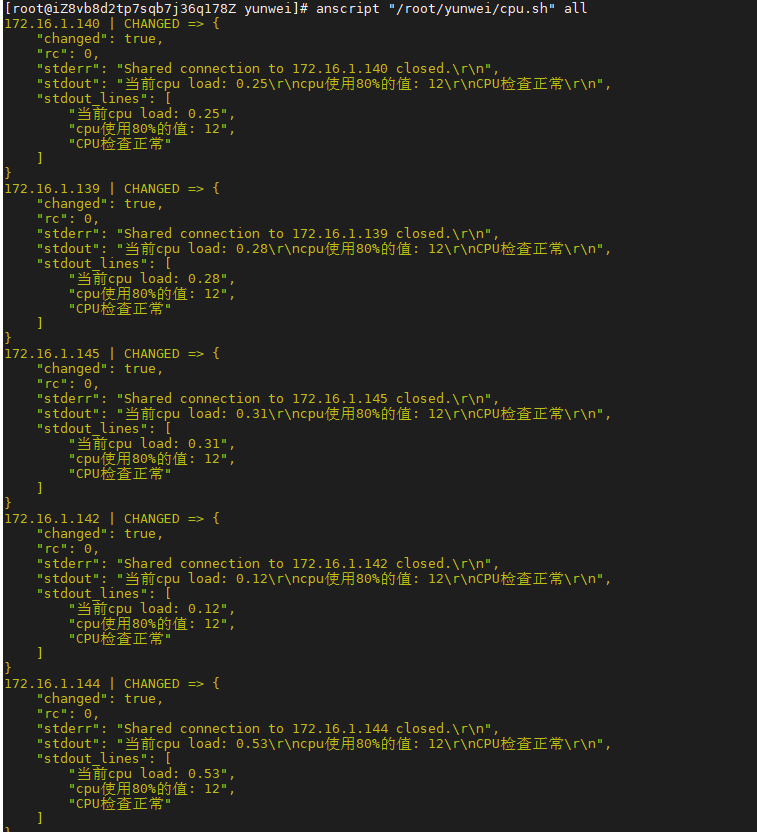 [root@iZ8vb8d2tp7sqb7j36q178Z yunwei]# anscript "/root/yunwei/cpu.sh" all
172.16.1.140 | CHANGED => {
    "changed": true,
    "rc": 0,
    "stderr": "Shared connection to 172.16.1.140 closed.\r\n",
    "stdout": "当前cpu load: 0.25\r\ncpu使用80%的值: 12\r\nCPU检查正常\r\n",
    "stdout_lines": [
        "当前cpu load: 0.25",
        "cpu使用80%的值: 12",
        "CPU检查正常"
    ]
}
172.16.1.139 | CHANGED => {
    "changed": true,
    "rc": 0,
    "stderr": "Shared connection to 172.16.1.139 closed.\r\n",
    "stdout": "当前cpu load: 0.28\r\ncpu使用80%的值: 12\r\nCPU检查正常\r\n",
    "stdout_lines": [
        "当前cpu load: 0.28",
        "cpu使用80%的值: 12",
        "CPU检查正常"
    ]
}
172.16.1.145 | CHANGED => {
    "changed": true,
    "rc": 0,
    "stderr": "Shared connection to 172.16.1.145 closed.\r\n",
    "stdout": "当前cpu load: 0.31\r\ncpu使用80%的值: 12\r\nCPU检查正常\r\n",
    "stdout_lines": [
        "当前cpu load: 0.31",
        "cpu使用80%的值: 12",
        "CPU检查正常"
    ]
}
172.16.1.142 | CHANGED => {
    "changed": true,
    "rc": 0,
    "stderr": "Shared connection to 172.16.1.142 closed.\r\n",
    "stdout": "当前cpu load: 0.12\r\ncpu使用80%的值: 12\r\nCPU检查正常\r\n",
    "stdout_lines": [
        "当前cpu load: 0.12",
        "cpu使用80%的值: 12",
        "CPU检查正常"
    ]
}
172.16.1.144 | CHANGED => {
    "changed": true,
    "rc": 0,
    "stderr": "Shared connection to 172.16.1.144 closed.\r\n",
    "stdout": "当前cpu load: 0.53\r\ncpu使用80%的值: 12\r\nCPU检查正常\r\n",
    "stdout_lines": [
        "当前cpu load: 0.53",
        "cpu使用80%的值: 12",
        "CPU检查正常"
    ]
}